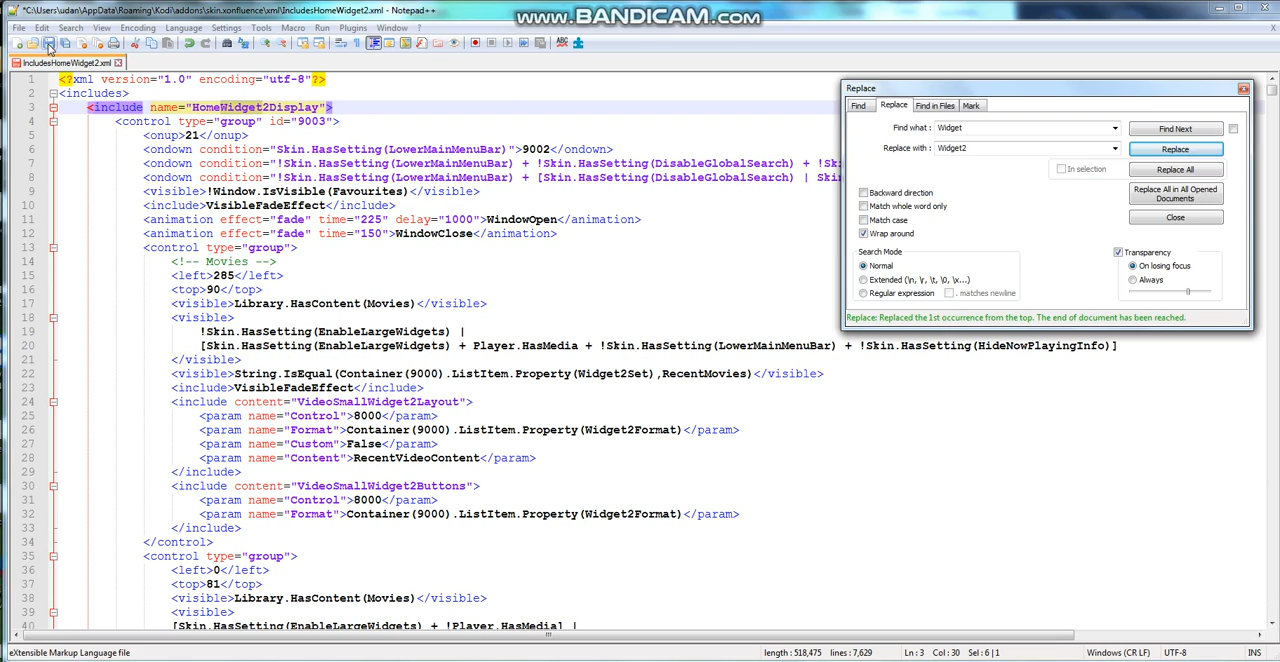 *C:\Users\udan\AppData\Roaming\Kodi\addons\skin.xonfluence\xml\IncludesHomeWidget2.xml - Notepad++
www.BANDICAM.com
File Edit Search View Encoding Language Settings Tools Macro Run Plugins Window ?
X
IncludesHomeWidget2.xml
1 <?xml version="1.0" encoding="utf-8"?>
2 <includes>
3 <include name="HomeWidget2Display">
4 <control type="group" id="9003">
5 <onup>21</onup>
6 <ondown condition="Skin.HasSetting(LowerMainMenuBar)">9002</ondown>
7 <ondown condition="!Skin.HasSetting(LowerMainMenuBar) + !Skin.HasSetting(DisableGlobalSearch) + !Sk
8 <ondown condition="!Skin.HasSetting(LowerMainMenuBar) + [Skin.HasSetting(DisableGlobalSearch) | Ski
9 <visible>!Window.IsVisible(Favourites)</visible>
10 <include>VisibleFadeEffect</include>
11 <animation effect="fade" time="225" delay="1000">WindowOpen</animation>
12 <animation effect="fade" time="150">WindowClose</animation>
13 <control type="group">
14 <!-- Movies -->
15 <left>285</left>
16 <top>90</top>
17 <visible>Library.HasContent(Movies)</visible>
18 <visible>
19 !Skin.HasSetting(EnableLargeWidgets) |
20 [Skin.HasSetting(EnableLargeWidgets) + Player.HasMedia + !Skin.HasSetting(LowerMainMenuBar) + !Skin.HasSetting(HideNowPlayingInfo)]
21 </visible>
22 <visible>String.IsEqual(Container(9000).ListItem.Property(Widget2Set),RecentMovies)</visible>
23 <include>VisibleFadeEffect</include>
24 <include content="VideoSmallWidget2Layout">
25 <param name="Control">8000</param>
26 <param name="Format">Container(9000).ListItem.Property(Widget2Format)</param>
27 <param name="Custom">False</param>
28 <param name="Content">RecentVideoContent</param>
29 </include>
30 <include content="VideoSmallWidget2Buttons">
31 <param name="Control">8000</param>
32 <param name="Format">Container(9000).ListItem.Property(Widget2Format)</param>
33 </include>
34 </control>
35 <control type="group">
36 <left>0</left>
37 <top>81</top>
38 <visible>Library.HasContent(Movies)</visible>
39 <visible>
40 [Skin.HasSetting(EnableLargeWidgets) + !Player.HasMedia] |
Replace
Find Replace Find in Files Mark
Find what : Widget Find Next
Replace with : Widget2 Replace
In selection Replace All
Replace All in All Opened
Documents
Close
Backward direction
Match whole word only
Match case
Wrap around
Search Mode
Normal
Extended (\n, \r, \t, \0, \x...)
Regular expression . matches newline
Transparency
On losing focus
Always
Replace: Replaced the 1st occurrence from the top. The end of document has been reached.
eXtensible Markup Language file length : 518,475 lines : 7,629 Ln : 3 Col : 30 Sel : 6 | 1 Windows (CR LF) UTF-8 INS